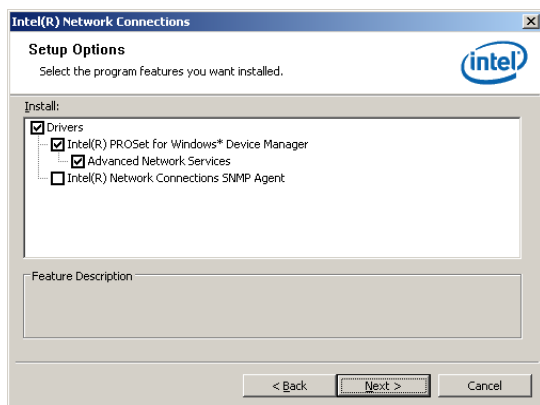 Intel(R) Network Connections
Setup Options
Select the program features you want installed.
intel
Install:
Drivers
Intel(R) PROSet for Windows* Device Manager
Advanced Network Services
Intel(R) Network Connections SNMP Agent
Feature Description
< Back
Next >
Cancel